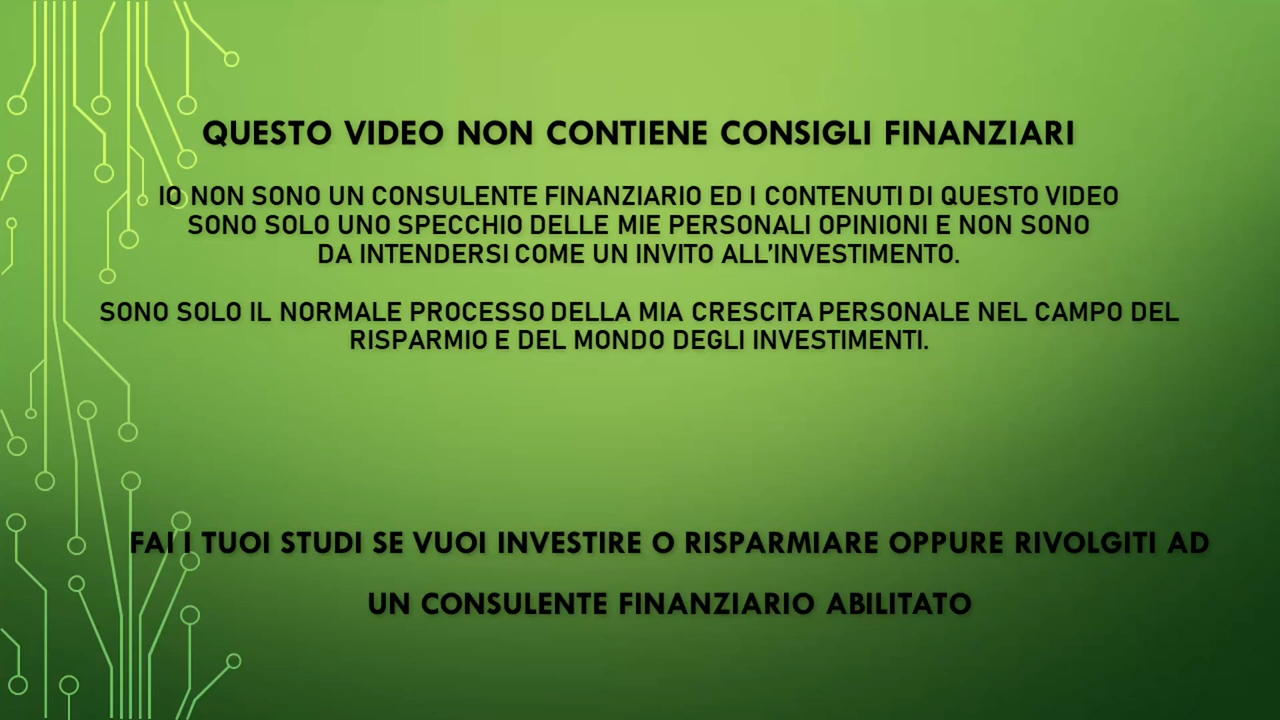 QUESTO VIDEO NON CONTIENE CONSIGLI FINANZIARI
IO NON SONO UN CONSULENTE FINANZIARIO ED I CONTENUTI DI QUESTO VIDEO
SONO SOLO UNO SPECCHIO DELLE MIE PERSONALI OPINIONI E NON SONO
DA INTENDERSI COME UN INVITO ALL'INVESTIMENTO.
SONO SOLO IL NORMALE PROCESSO DELLA MIA CRESCITA PERSONALE NEL CAMPO DEL
RISPARMIO E DEL MONDO DEGLI INVESTIMENTI.
FAI I TUOI STUDI SE VUOI INVESTIRE O RISPARMIARE OPPURE RIVOLGITI AD
UN CONSULENTE FINANZIARIO ABILITATO